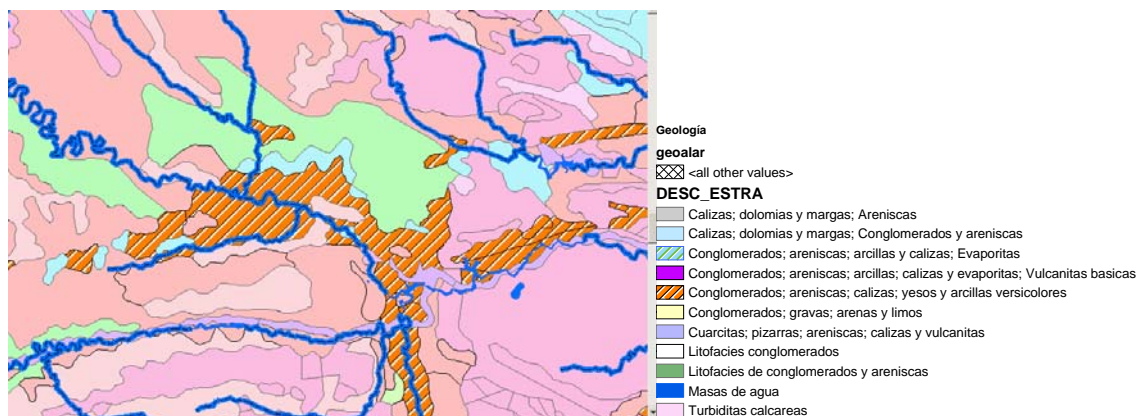 Geología
geoalar
<all other values>
DESC_ESTRA
Calizas; dolomias y margas; Areniscas
Calizas; dolomias y margas; Conglomerados y areniscas
Conglomerados; areniscas; arcillas y calizas; Evaporitas
Conglomerados; areniscas; arcillas; calizas y evaporitas; Vulcanitas basicas
Conglomerados; areniscas; calizas; yesos y arcillas versicolores
Conglomerados; gravas; arenas y limos
Cuarcitas; pizarras; areniscas; calizas y vulcanitas
Litofacies conglomerados
Litofacies de conglomerados y areniscas
Masas de agua
Turbiditas calcareas